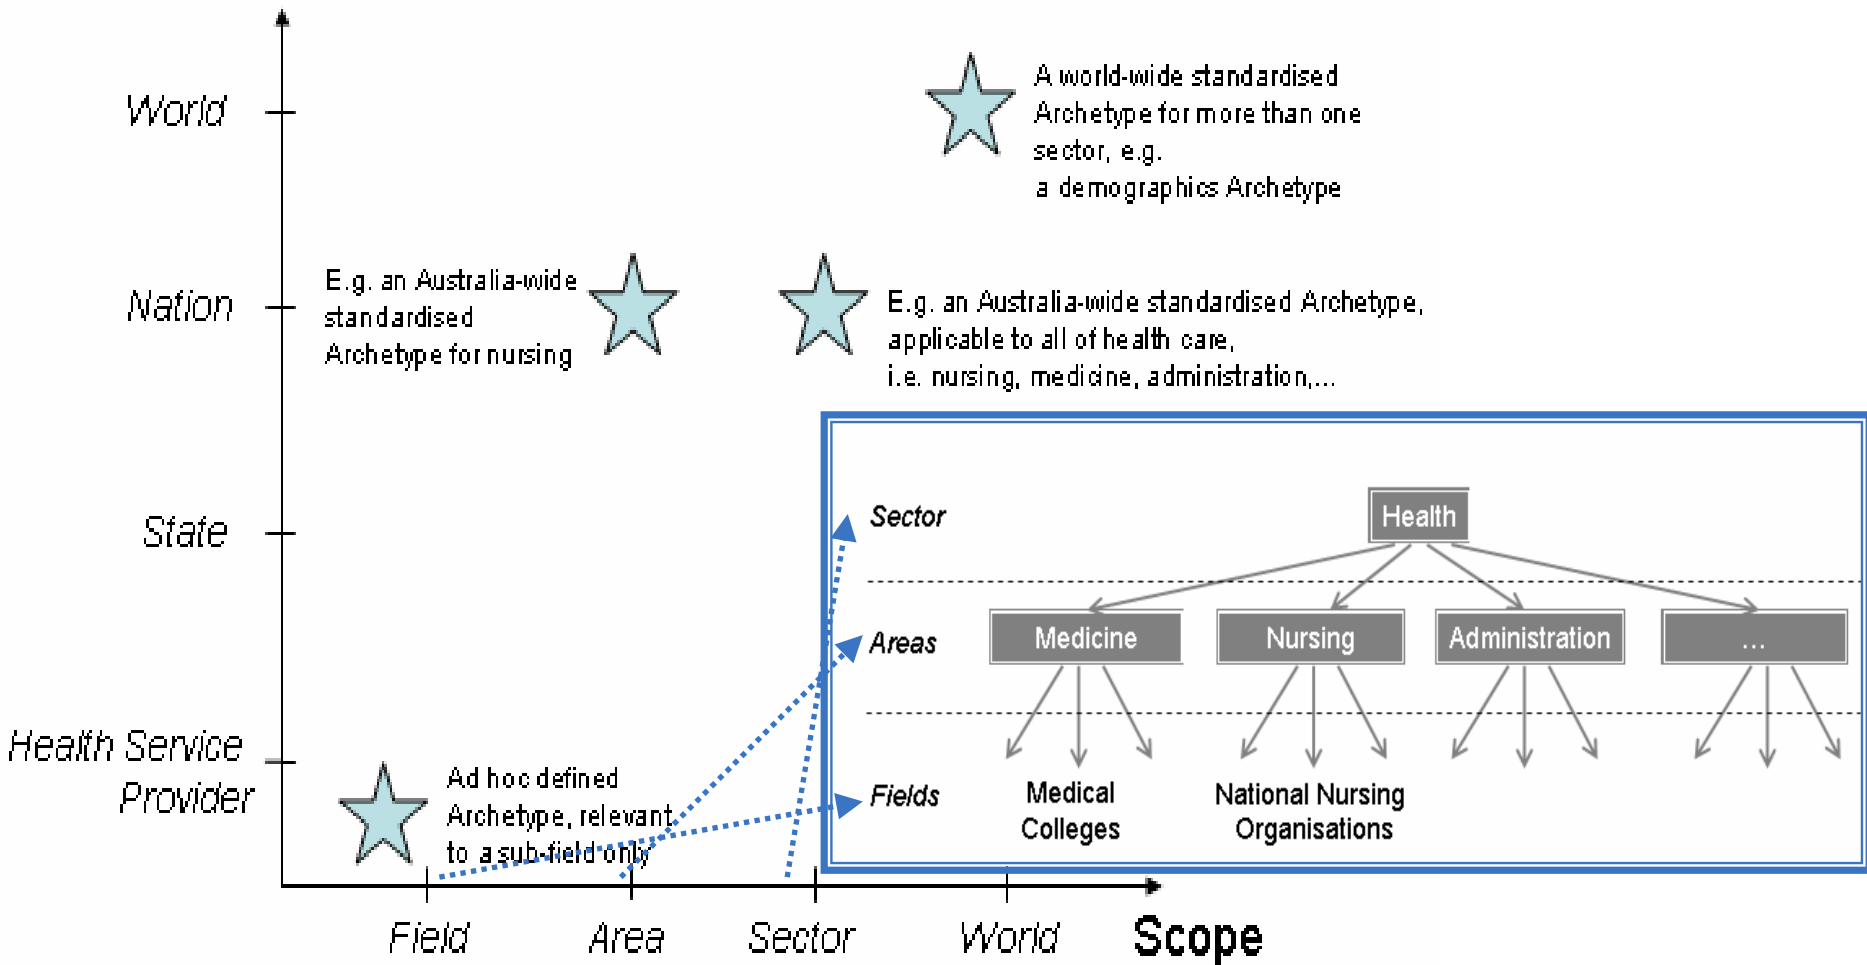 World
A world-wide standardised
Archetype for more than one
sector, e.g.
a demographics Archetype
Nation
E.g. an Australia-wide
standardised
Archetype for nursing
E.g. an Australia-wide standardised Archetype,
applicable to all of health care,
i.e. nursing, medicine, administration,...
State
Health Service
Provider
Ad hoc defined
Archetype, relevant
to a sub-field only
Sector
Health
Areas
Medicine
Nursing
Administration
...
Fields
Medical
Colleges
National Nursing
Organisations
Field
Area
Sector
World
Scope